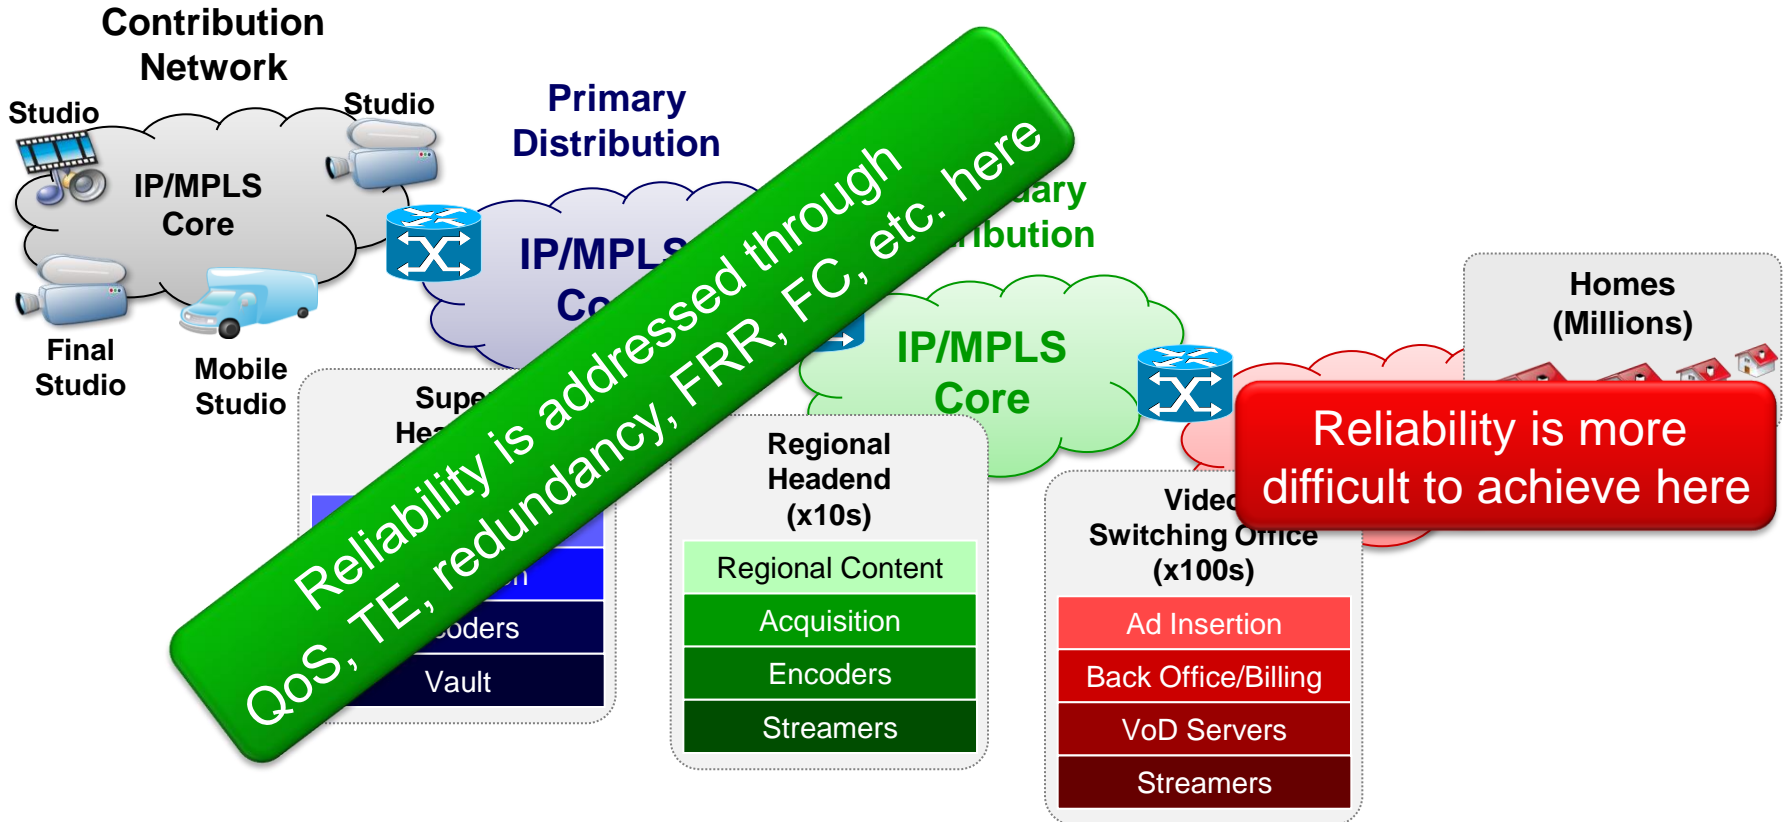 Contribution
Network
Studio
Studio
IP/MPLS
Core
Final
Studio
Mobile
Studio
Primary
Distribution
IP/MPLS
Reliability is addressed through
QoS, TE, redundancy, FRR, FC, etc. here
Vault
IP/MPLS
Core
Regional
Headend
(x10s)
Regional Content
Acquisition
Encoders
Streamers
Video
Switching Office
(x100s)
Ad Insertion
Back Office/Billing
VoD Servers
Streamers
Homes
(Millions)
Reliability is more
difficult to achieve here